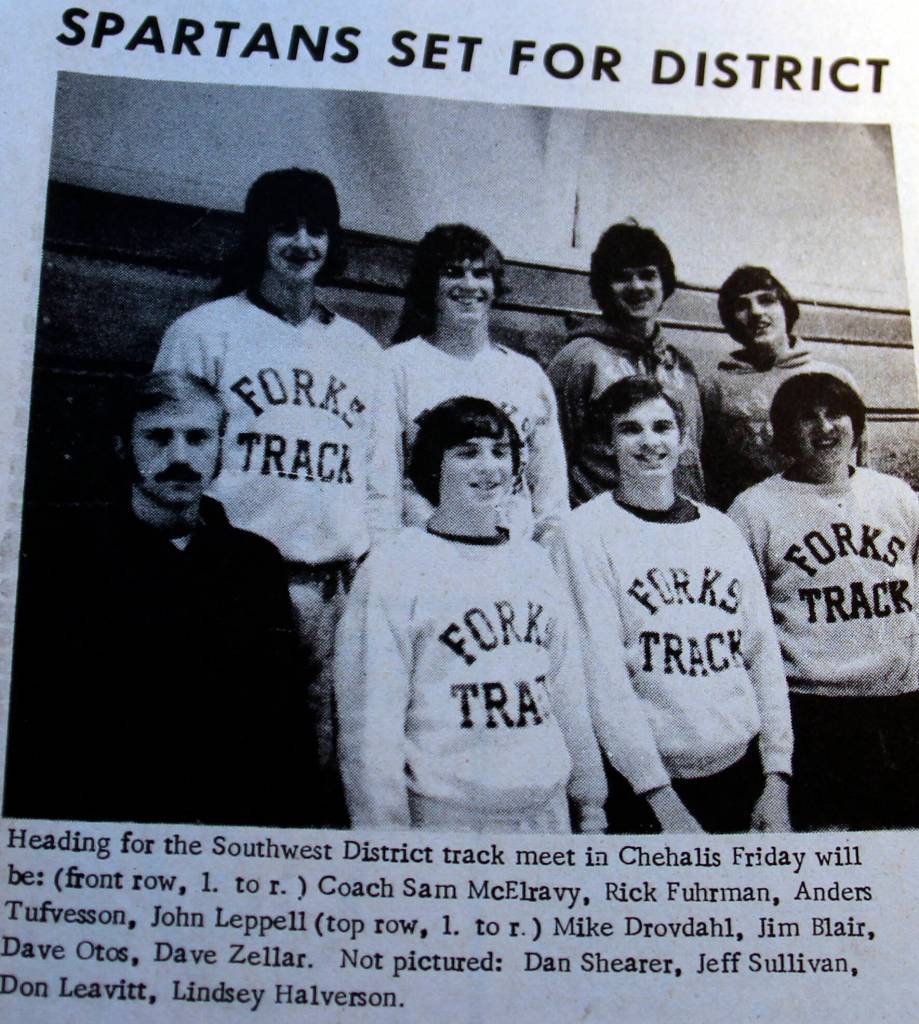 SPARTANS SET FOR DISTRICT
FORKS
TRACK
FORK
TRA
FORKS
TRACK
FORKS
TRACK
Heading for the Southwest District track meet in Chehalis Friday will
be: (front row, l. to r. ) Coach Sam McElravy, Rick Fuhrman, Anders
Tufvesson, John Leppell (top row, l. to r.) Mike Drovdahl, Jim Blair,
Dave Otos, Dave Zellar. Not pictured: Dan Shearer, Jeff Sullivan,
Don Leavitt, Lindsey Halverson.